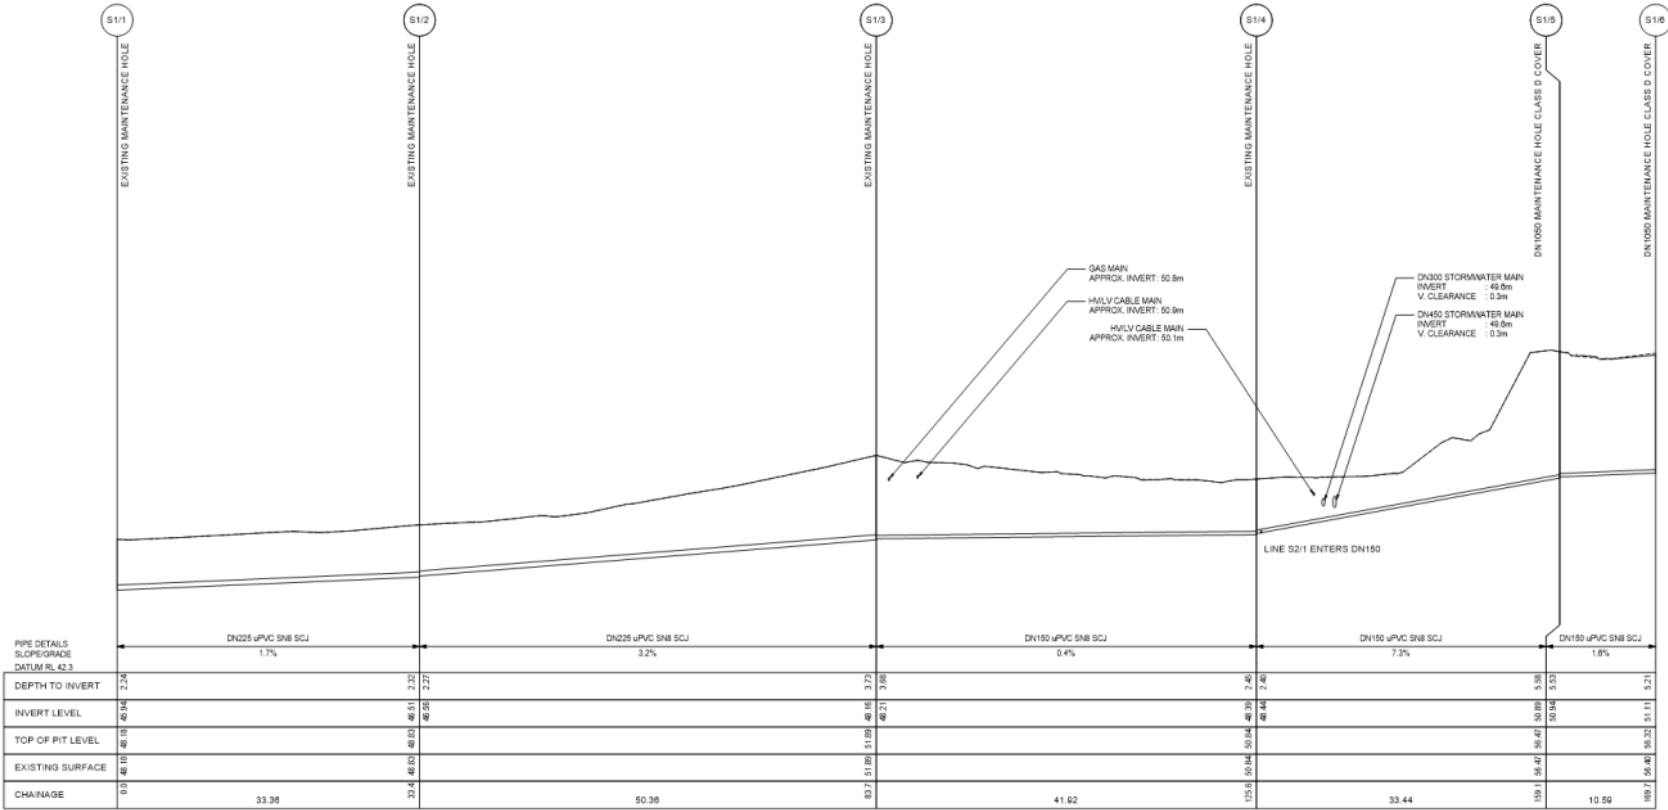 S1/1
S1/2
S1/3
S1/4
S1/5
S1/6
EXISTING MAINTENANCE HOLE
EXISTING MAINTENANCE HOLE
EXISTING MAINTENANCE HOLE
EXISTING MAINTENANCE HOLE
DN1050 MAINTENANCE HOLE CLASS D COVER
DN1050 MAINTENANCE HOLE CLASS D COVER
GAS MAIN
APPROX. INVERT: 50.8m
HV/LV CABLE MAIN
APPROX. INVERT: 50.9m
HV/LV CABLE MAIN
APPROX. INVERT: 50.1m
DN300 STORMWATER MAIN
INVERT : 49.6m
V. CLEARANCE : 0.3m
DN450 STORMWATER MAIN
INVERT : 49.6m
V. CLEARANCE : 0.3m
LINE S2/1 ENTERS DN150
PIPE DETAILS
DN225 uPVC SN8 SCJ
DN225 uPVC SN8 SCJ
DN150 uPVC SN8 SCJ
DN150 uPVC SN8 SCJ
DN150 uPVC SN8 SCJ
SLOPE/GRADE
1.7%
3.2%
0.4%
7.3%
1.6%
DATUM RL 42.3
DEPTH TO INVERT
2.24
2.32
2.27
3.73
3.68
2.45
2.40
5.58
5.53
5.21
INVERT LEVEL
45.94
46.51
46.56
48.16
48.21
48.39
48.44
50.89
50.94
51.11
TOP OF PIT LEVEL
48.18
48.83
51.89
50.84
56.47
56.32
EXISTING SURFACE
48.18
48.83
51.89
50.84
56.47
56.40
CHAINAGE
0.0
33.36
33.4
50.36
83.7
41.92
125.6
33.44
159.1
10.59
169.7